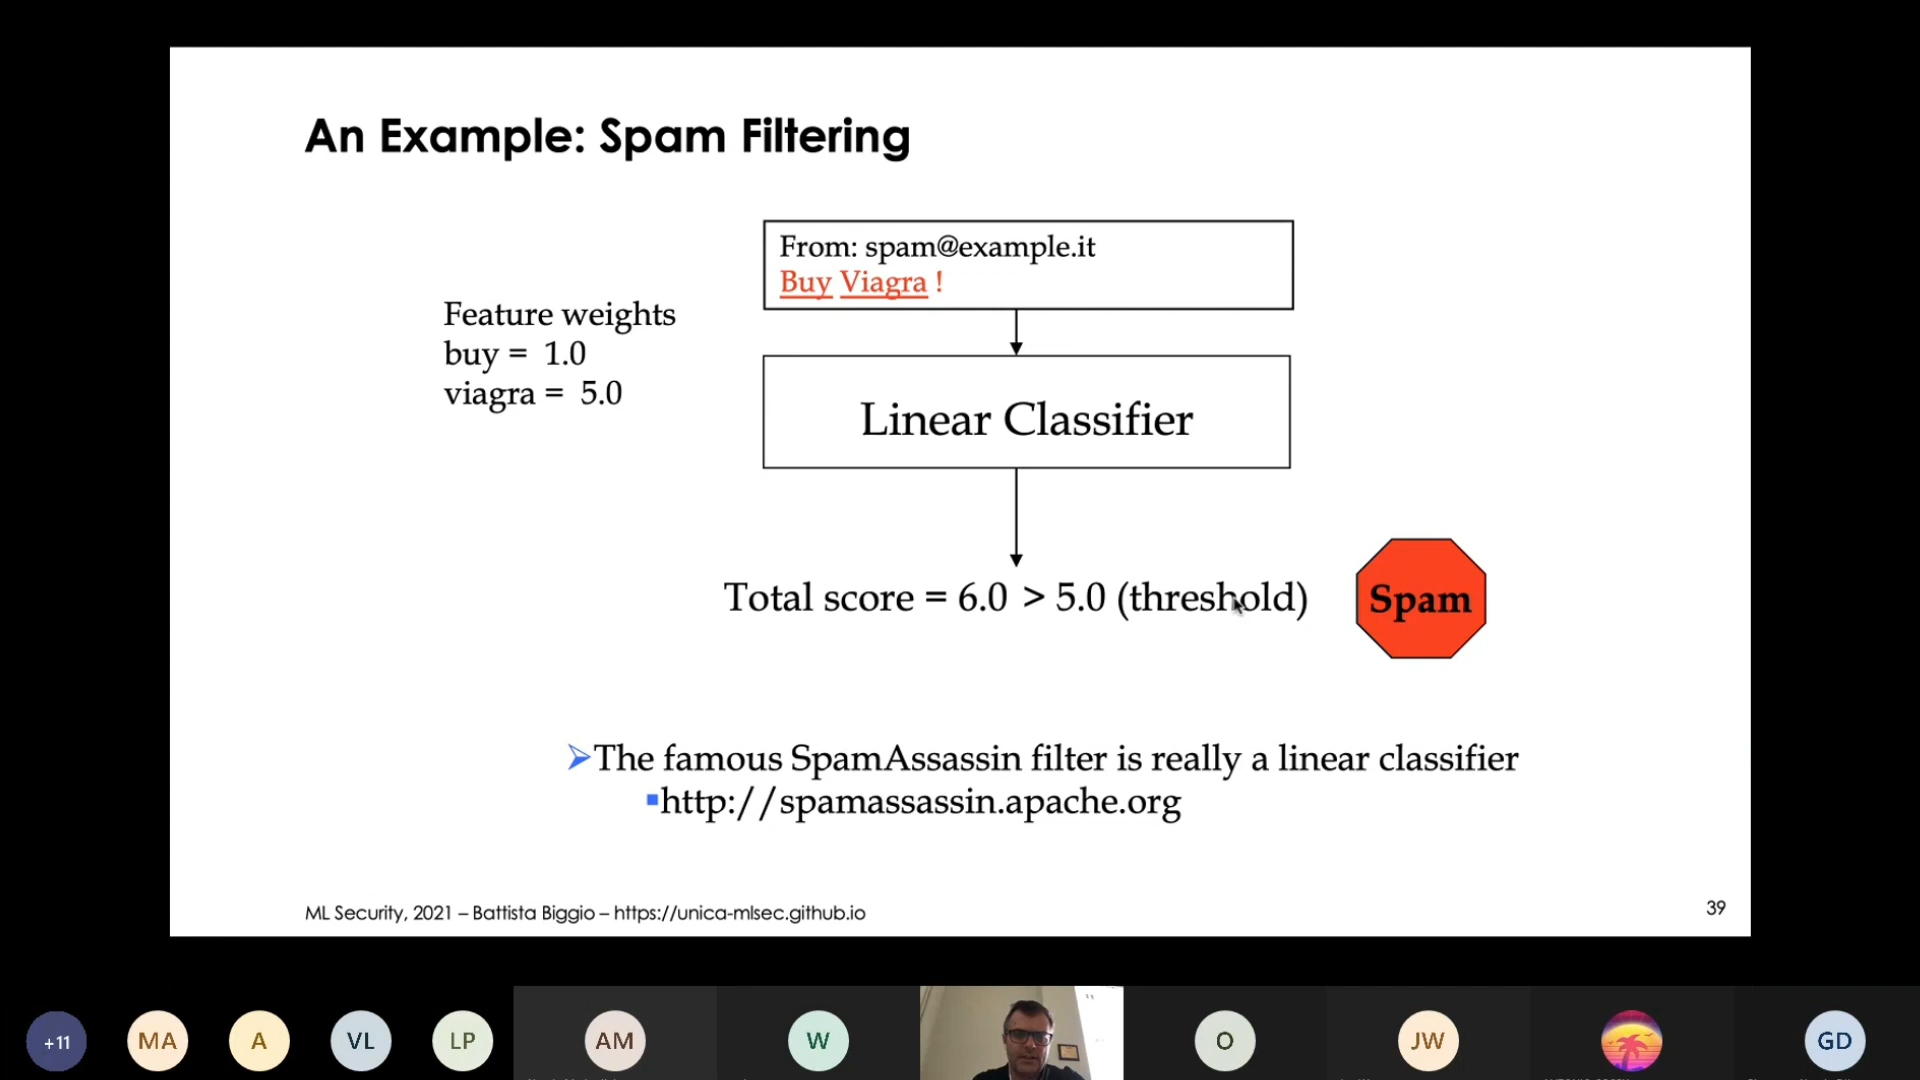 An Example: Spam Filtering
From: spam@example.it
Buy Viagra !
Feature weights
buy = 1.0
viagra = 5.0
Linear Classifier
Total score = 6.0 > 5.0 (threshold)
Spam
➢The famous SpamAssassin filter is really a linear classifier
▪http://spamassassin.apache.org
ML Security, 2021 – Battista Biggio – https://unica-mlsec.github.io
39
+11
MA
A
VL
LP
AM
W
O
JW
GD